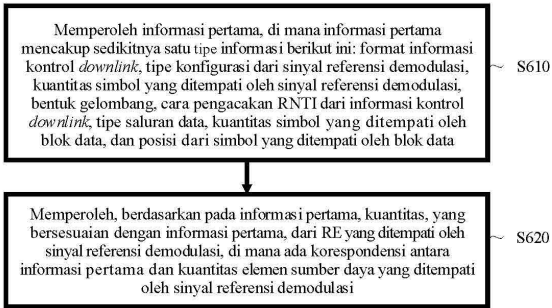 Memperoleh informasi pertama, di mana informasi pertama
mencakup sedikitnya satu tipe informasi berikut ini: format informasi
kontrol downlink, tipe konfigurasi dari sinyal referensi demodulasi,
kuantitas simbol yang ditempati oleh sinyal referensi demodulasi,
bentuk gelombang, cara pengacakan RNTI dari informasi kontrol
downlink, tipe saluran data, kuantitas simbol yang ditempati oleh
blok data, dan posisi dari simbol yang ditempati oleh blok data
S610
Memperoleh, berdasarkan pada informasi pertama, kuantitas, yang
bersesuaian dengan informasi pertama, dari RE yang ditempati oleh
sinyal referensi demodulasi, di mana ada korespondensi antara
informasi pertama dan kuantitas elemen sumber daya yang ditempati
oleh sinyal referensi demodulasi
S620